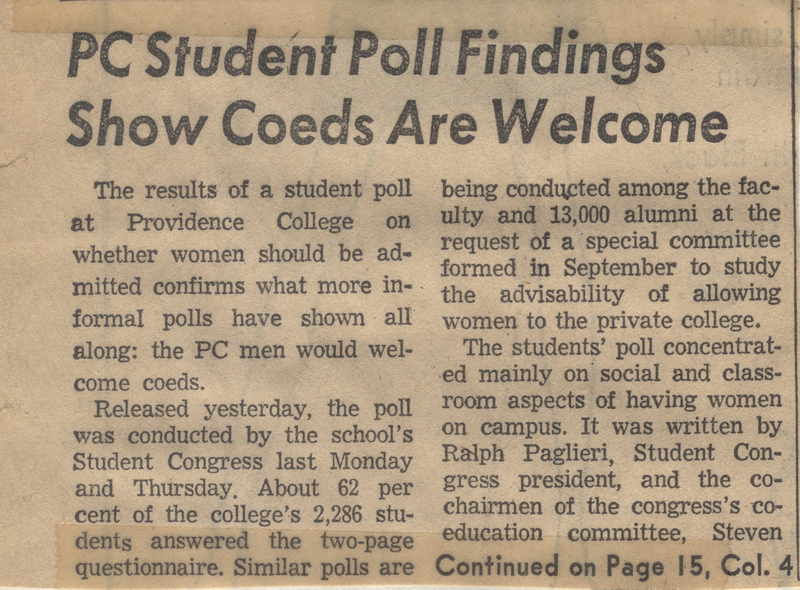 PC Student Poll Findings
Show Coeds Are Welcome
The results of a student poll
at Providence College on
whether women should be ad-
mitted confirms what more in-
formal polls have shown all
along: the PC men would wel-
come coeds.
Released yesterday, the poll
was conducted by the school's
Student Congress last Monday
and Thursday. About 62 per
cent of the college's 2,286 stu-
dents answered the two-page
questionnaire. Similar polls are
being conducted among the fac-
ulty and 13,000 alumni at the
request of a special committee
formed in September to study
the advisability of allowing
women to the private college.
The students' poll concentrat-
ed mainly on social and class-
room aspects of having women
on campus. It was written by
Ralph Paglieri, Student Con-
gress president, and the co-
chairmen of the congress's co-
education committee, Steven
Continued on Page 15, Col. 4